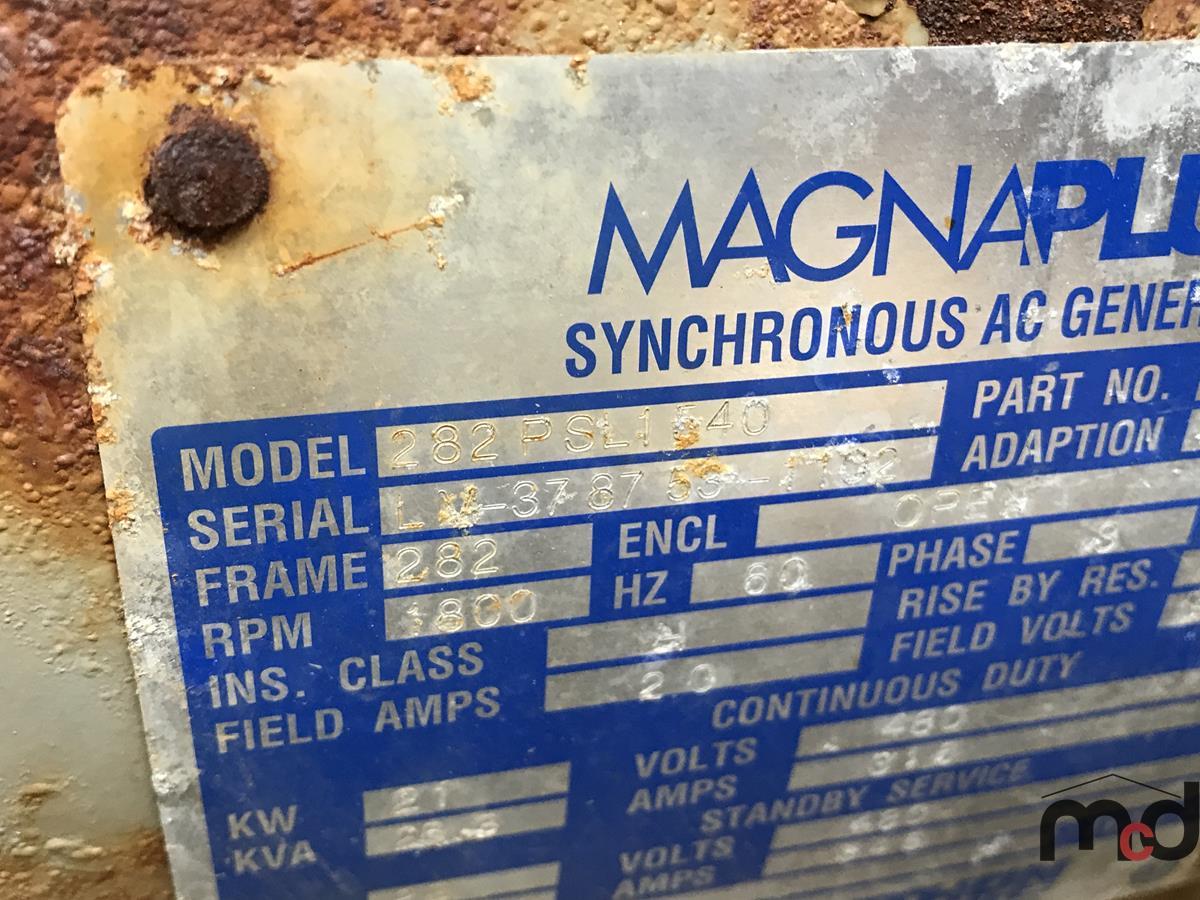 MAGNAPLU
SYNCHRONOUS AC GENER
MODEL 282PSL1540 PART NO.
SERIAL ADAPTION
FRAME 282 ENCL OPEN
RPM 1800 HZ 60 PHASE 3
INS. CLASS H RISE BY RES.
FIELD AMPS 2.0 FIELD VOLTS
CONTINUOUS DUTY
KW 21 VOLTS 480
KVA AMPS
STANDBY SERVICE
VOLTS 480
AMPS
mcd